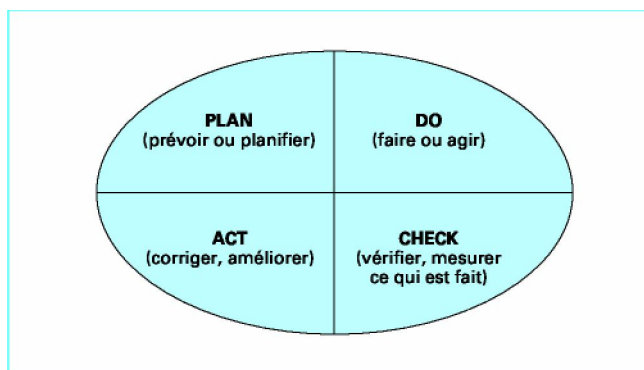 PLAN
(prévoir ou planifier)
DO
(faire ou agir)
ACT
(corriger, améliorer)
CHECK
(vérifier, mesurer
ce qui est fait)